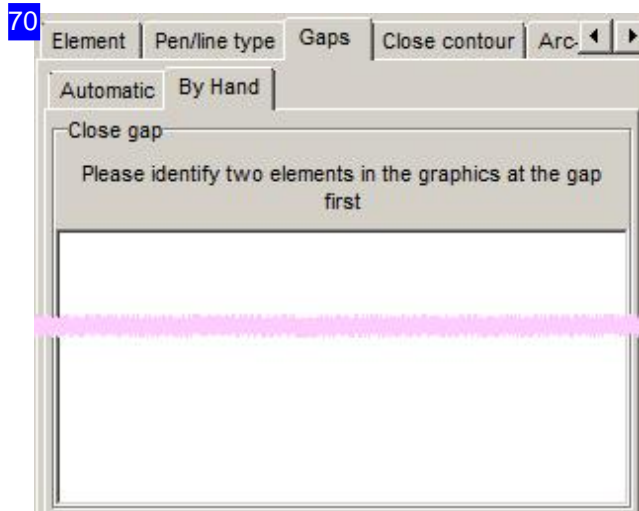 70
Element Pen/line type Gaps Close contour Arc-
Automatic By Hand
Close gap
Please identify two elements in the graphics at the gap
first